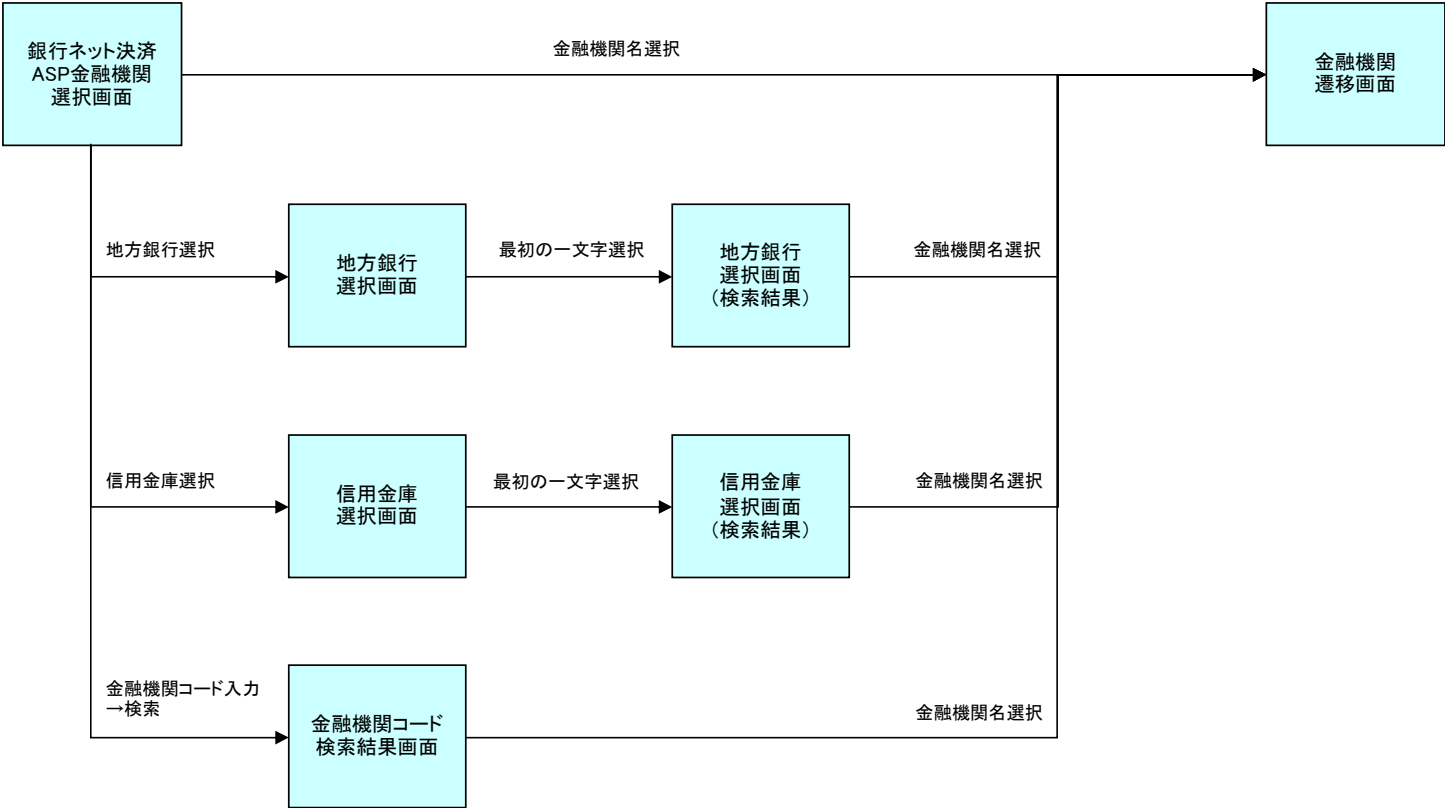 銀行ネット決済
ASP金融機関
選択画面
金融機関名選択
金融機関
遷移画面
地方銀行選択
地方銀行
選択画面
最初の一文字選択
地方銀行
選択画面
（検索結果）
金融機関名選択
信用金庫選択
信用金庫
選択画面
最初の一文字選択
信用金庫
選択画面
（検索結果）
金融機関名選択
金融機関コード入力
→検索
金融機関コード
検索結果画面
金融機関名選択